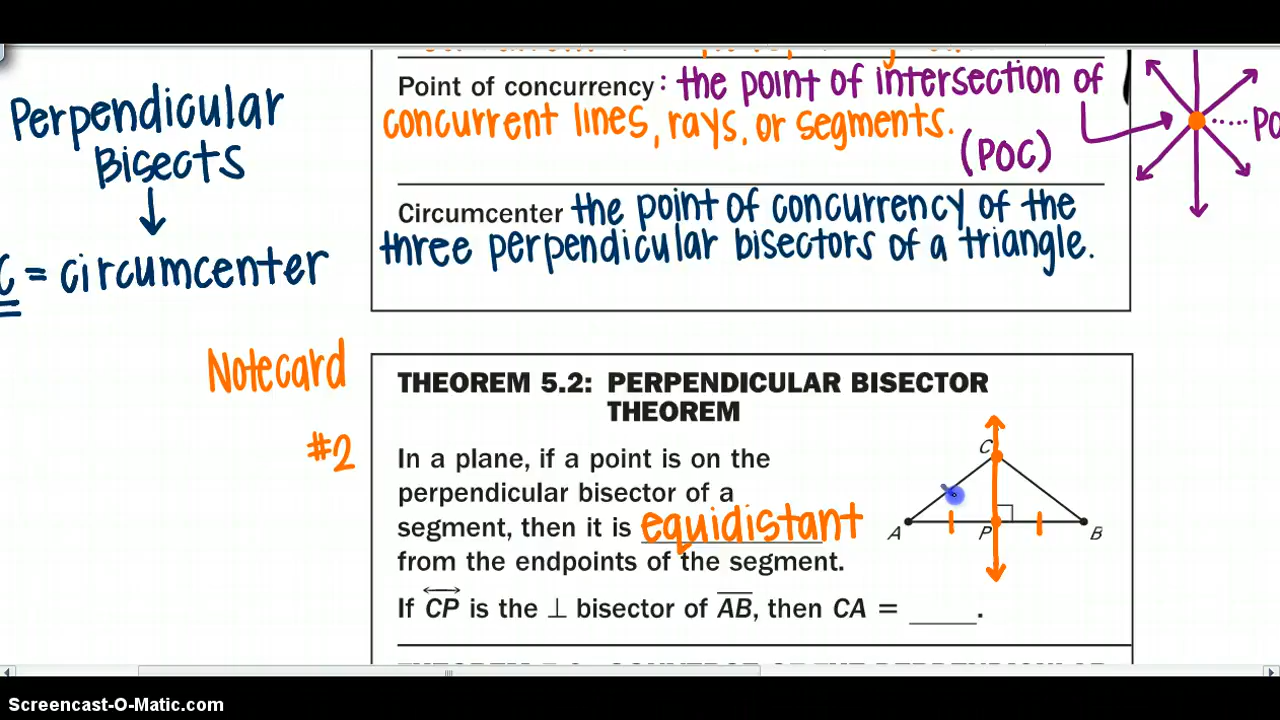 Point of concurrency: the point of intersection of
concurrent lines, rays, or segments.
(POC)
Circumcenter the point of concurrency of the
three perpendicular bisectors of a triangle.
Perpendicular
Bisects
= circumcenter
Notecard
#2
THEOREM 5.2: PERPENDICULAR BISECTOR
THEOREM
In a plane, if a point is on the
perpendicular bisector of a
segment, then it is equidistant
from the endpoints of the segment.
If CP is the ⊥ bisector of AB, then CA = ____.
C
A
P
B
Screencast-O-Matic.com